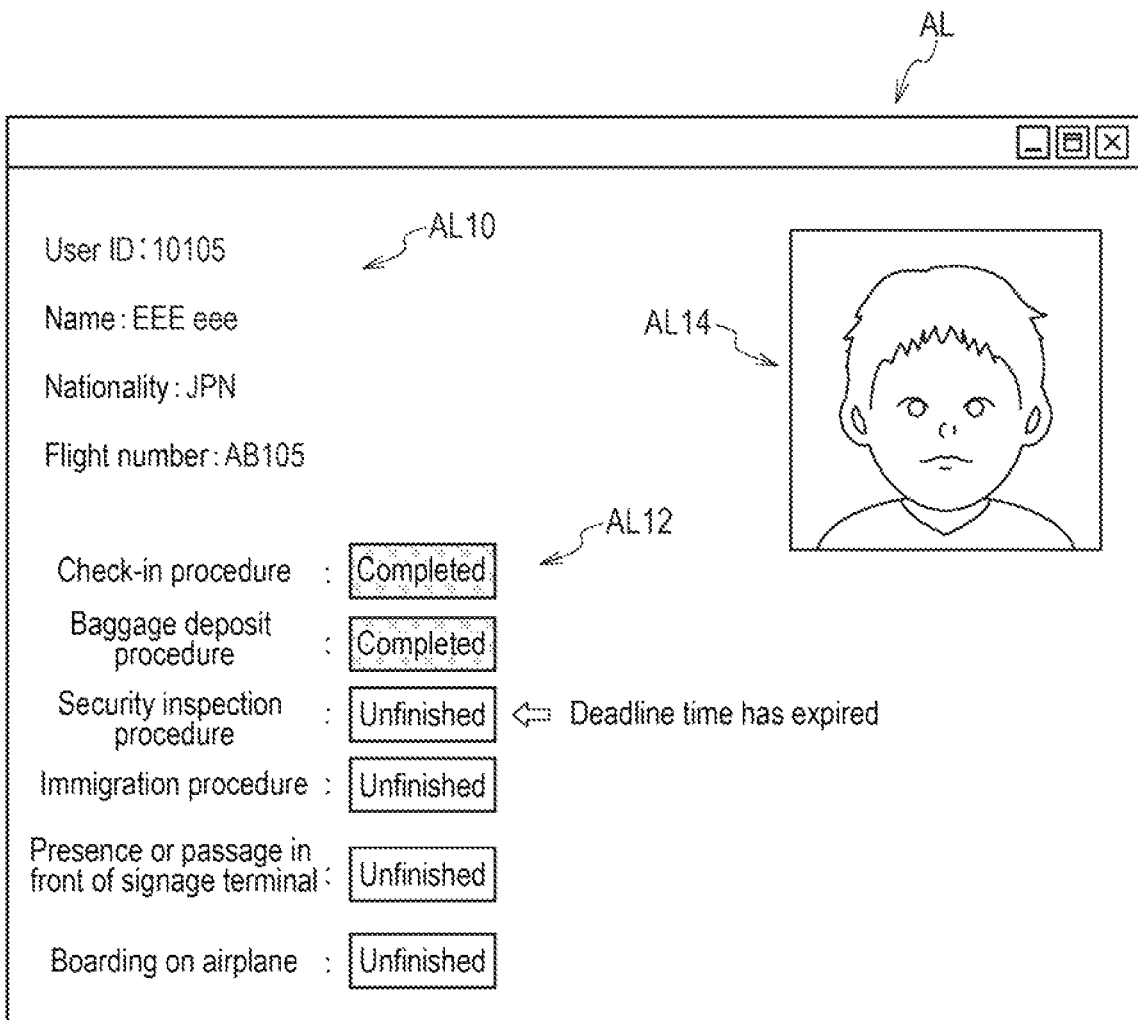 AL
User ID : 10105
AL10
Name : EEE eee
AL14
Nationality : JPN
Flight number : AB105
AL12
Check-in procedure : Completed
Baggage deposit
procedure : Completed
Security inspection
procedure : Unfinished ⇐ Deadline time has expired
Immigration procedure : Unfinished
Presence or passage in
front of signage terminal : Unfinished
Boarding on airplane : Unfinished